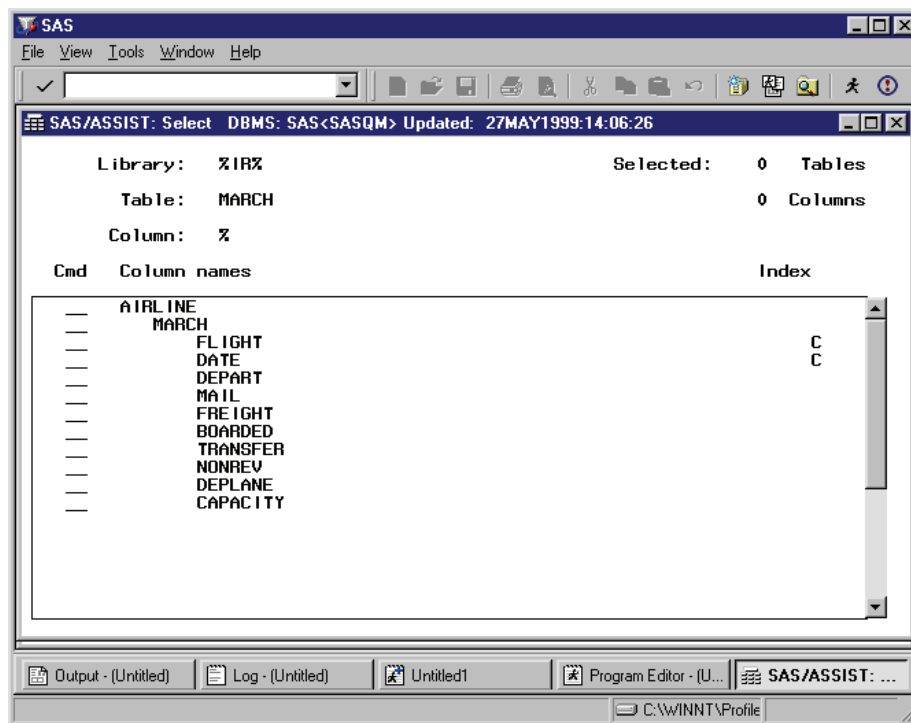 SAS
File View Tools Window Help
SAS/ASSIST: Select DBMS: SAS<SASQM> Updated: 27MAY1999:14:06:26
Library: %IR% Selected: 0 Tables
Table: MARCH 0 Columns
Column: %
Cmd Column names Index
AIRLINE
MARCH
FLIGHT C
DATE C
DEPART
MAIL
FREIGHT
BOARDED
TRANSFER
NONREV
DEPLANE
CAPACITY
Output - (Untitled) Log - (Untitled) Untitled1 Program Editor - (U... SAS/ASSIST: ...
C:\WINNT\Profile